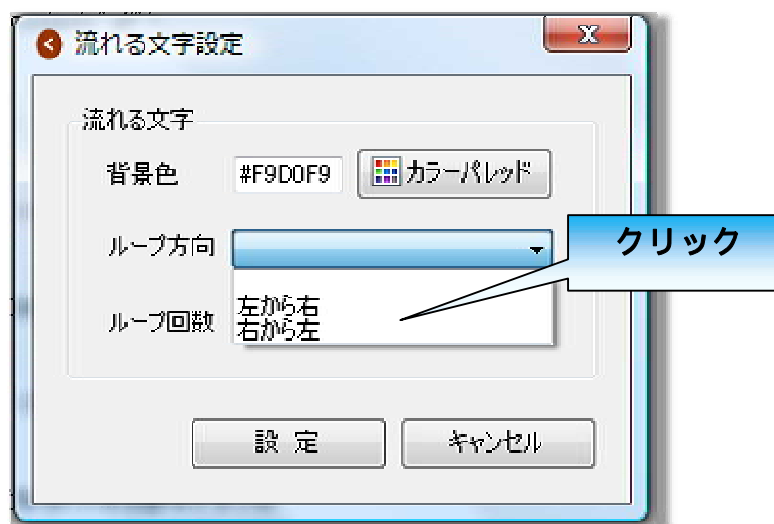 流れる文字設定
流れる文字
背景色 #F9D0F9 カラーパレッド
ループ方向
クリック
左から右
ループ回数 右から左
設 定 キャンセル